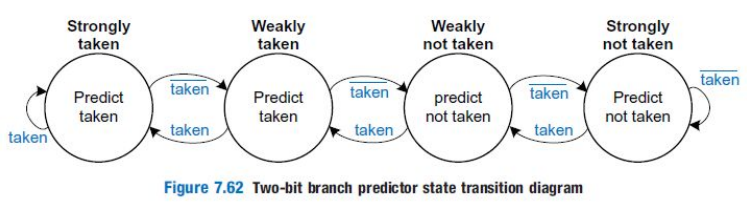 Strongly
taken
Weakly
taken
Weakly
not taken
Strongly
not taken
Predict
taken
Predict
taken
predict
not taken
Predict
not taken
taken
taken
taken
taken
taken
taken
taken
taken
Figure 7.62 Two-bit branch predictor state transition diagram